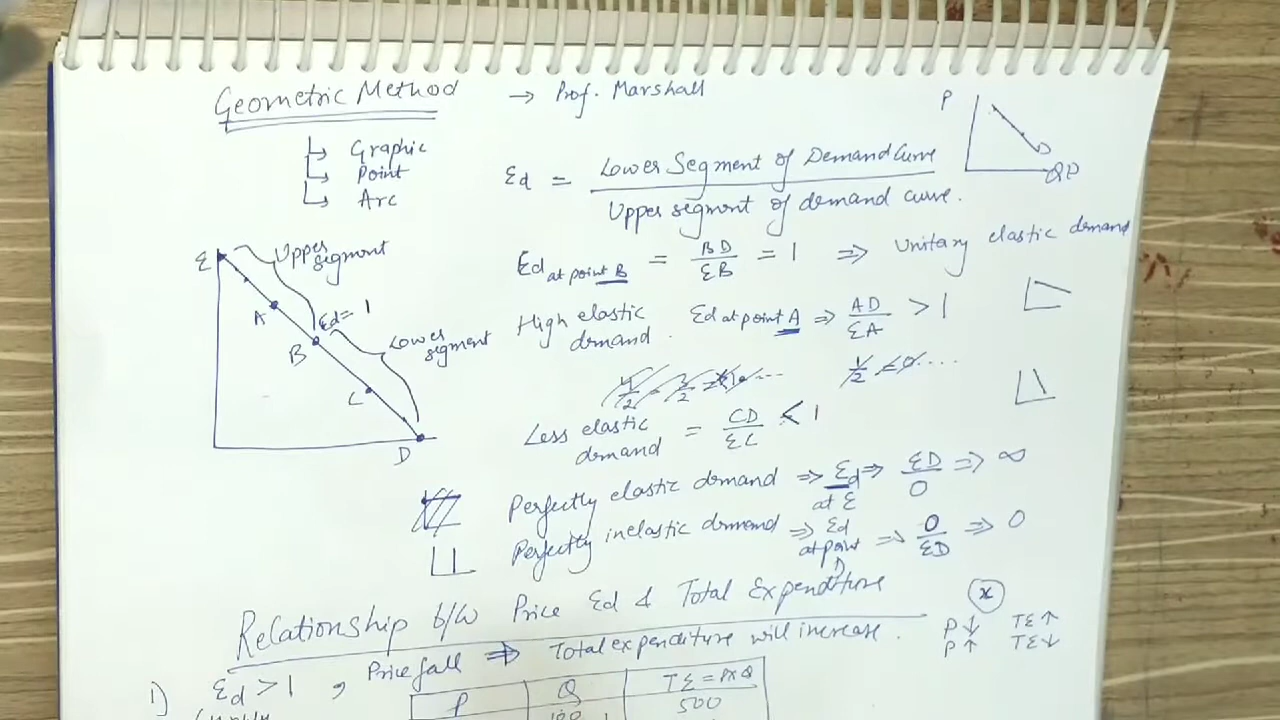 Geometric Method → Prof. Marshall
Graphic
Point
Arc
P
QD
Ed = Lower Segment of Demand Curve
Upper segment of demand curve.
E
Upper segment
A
Ed = 1
B
Lower segment
C
D
Ed at point B = BD/EB = 1 ⇒ Unitary elastic demand
High elastic demand. Ed at point A ⇒ AD/EA > 1
Less elastic demand = CD/EC < 1
Perfectly elastic demand ⇒ Ed at E ⇒ ED/0 ⇒ ∞
Perfectly inelastic demand ⇒ Ed at point D ⇒ 0/ED ⇒ 0
Relationship b/w Price Ed & Total Expenditure
x
P↓ TE↑
P↑ TE↓
1) Ed > 1, Price fall ⇒ Total expenditure will increase.
P Q TE = P×Q
100 500